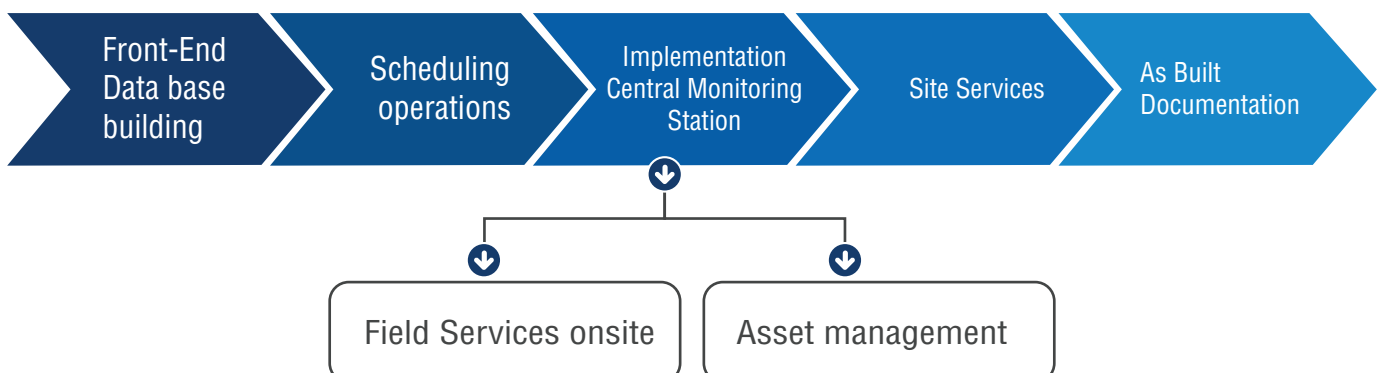 Front-End
Data base
building
Scheduling
operations
Implementation
Central Monitoring
Station
Site Services
As Built
Documentation
Field Services onsite
Asset management